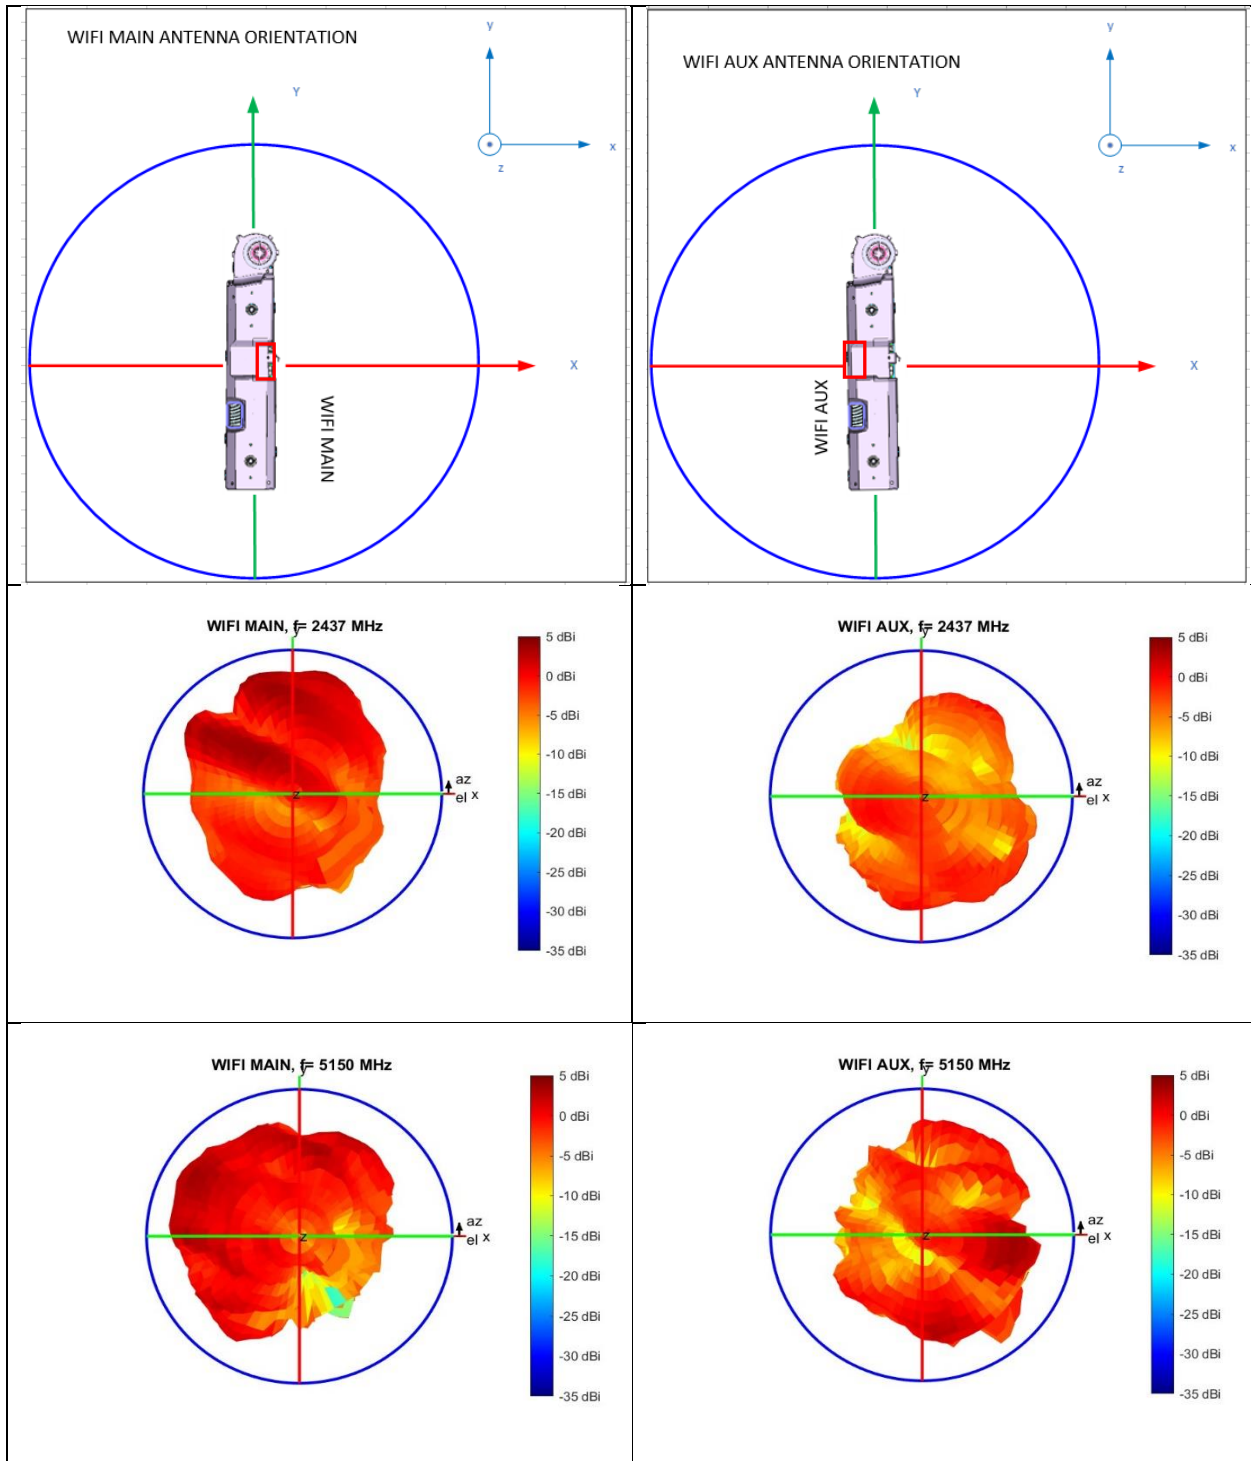 WIFI MAIN ANTENNA ORIENTATION
y
x
z
Y
X
WIFI MAIN
WIFI AUX ANTENNA ORIENTATION
y
x
z
Y
X
WIFI AUX
WIFI MAIN, f= 2437 MHz
y
z
az
el x
5 dBi
0 dBi
-5 dBi
-10 dBi
-15 dBi
-20 dBi
-25 dBi
-30 dBi
-35 dBi
WIFI AUX, f= 2437 MHz
y
z
az
el x
5 dBi
0 dBi
-5 dBi
-10 dBi
-15 dBi
-20 dBi
-25 dBi
-30 dBi
-35 dBi
WIFI MAIN, f= 5150 MHz
y
z
az
el x
5 dBi
0 dBi
-5 dBi
-10 dBi
-15 dBi
-20 dBi
-25 dBi
-30 dBi
-35 dBi
WIFI AUX, f= 5150 MHz
y
z
az
el x
5 dBi
0 dBi
-5 dBi
-10 dBi
-15 dBi
-20 dBi
-25 dBi
-30 dBi
-35 dBi